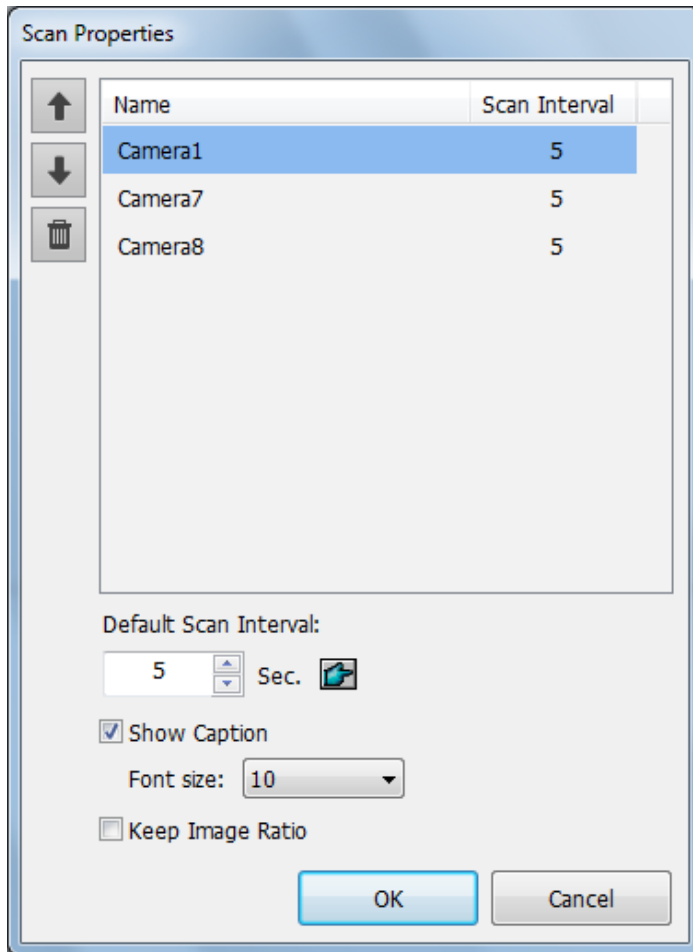 Scan Properties
Name Scan Interval
Camera1 5
Camera7 5
Camera8 5
Default Scan Interval:
5 Sec.
Show Caption
Font size: 10
Keep Image Ratio
OK Cancel